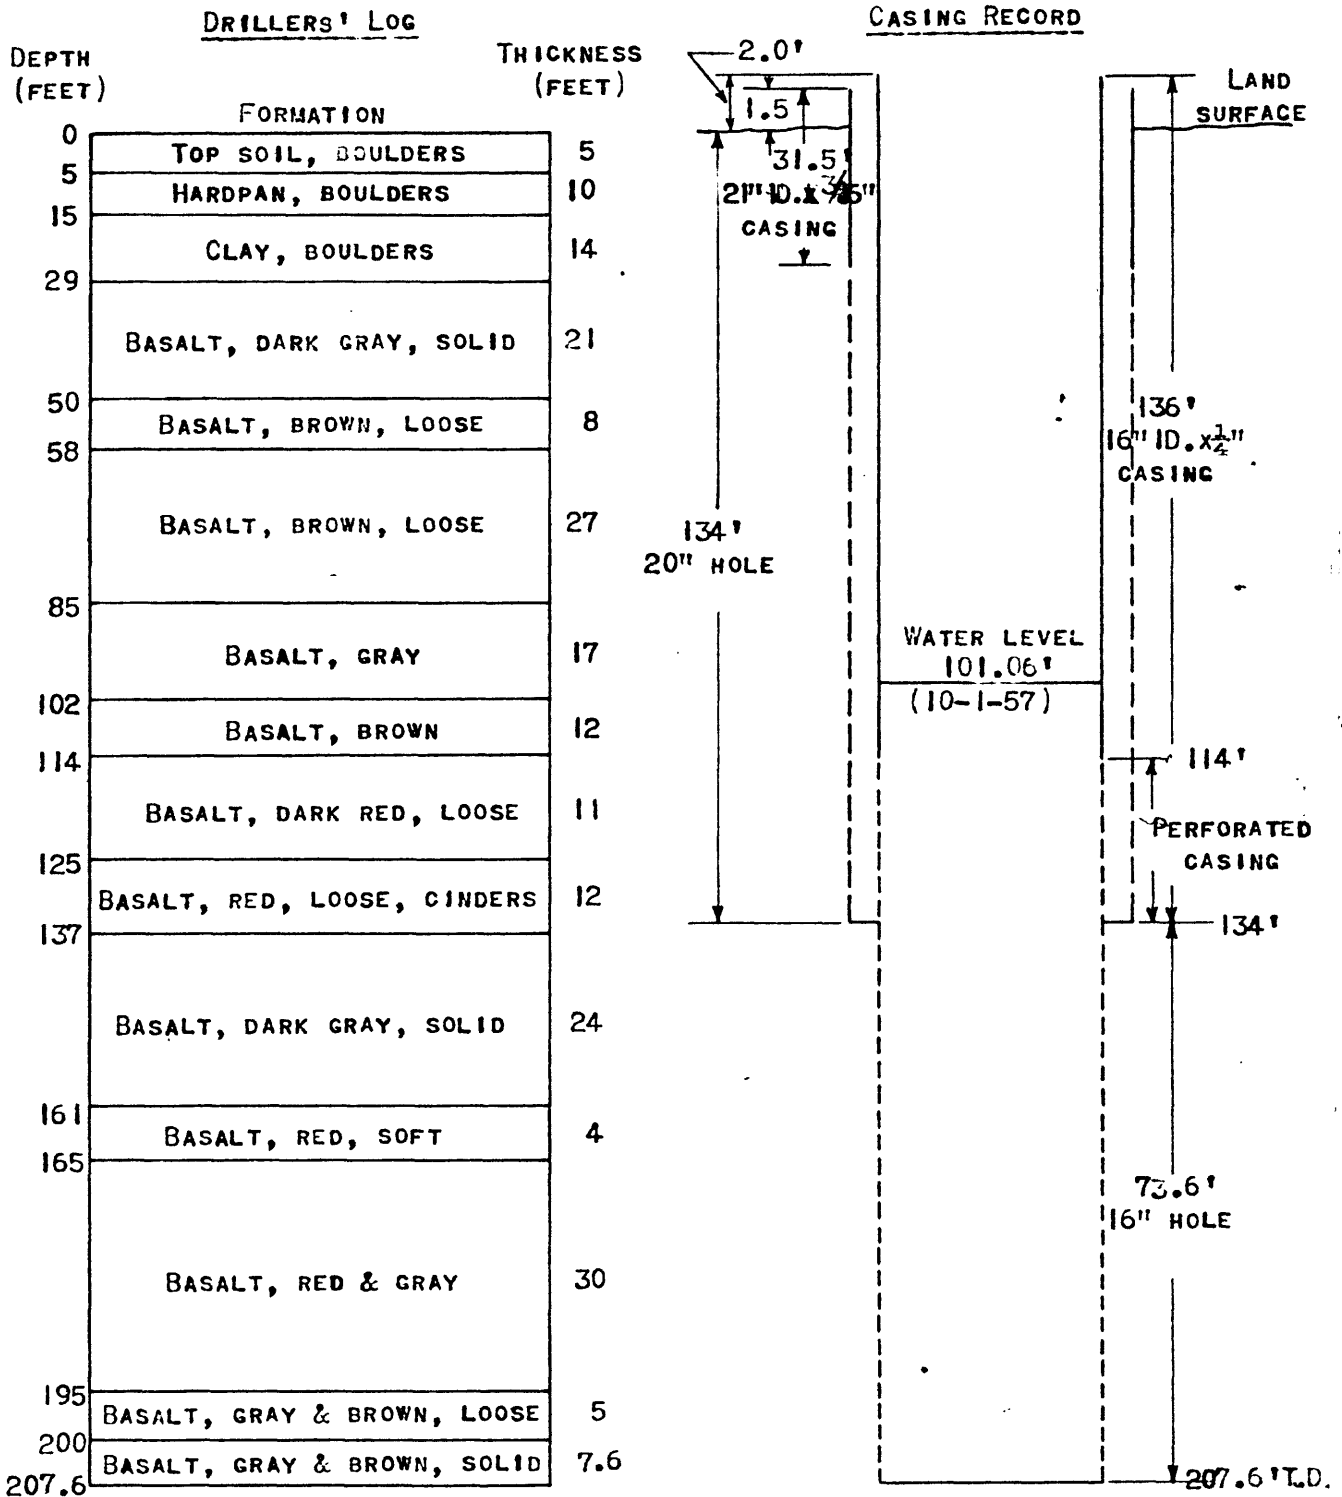 DRILLERS' LOG
DEPTH
(FEET)
THICKNESS
(FEET)
FORMATION
0
TOP SOIL, BOULDERS 5
5
HARDPAN, BOULDERS 10
15
CLAY, BOULDERS 14
29
BASALT, DARK GRAY, SOLID 21
50
BASALT, BROWN, LOOSE 8
58
BASALT, BROWN, LOOSE 27
85
BASALT, GRAY 17
102
BASALT, BROWN 12
114
BASALT, DARK RED, LOOSE 11
125
BASALT, RED, LOOSE, CINDERS 12
137
BASALT, DARK GRAY, SOLID 24
161
BASALT, RED, SOFT 4
165
BASALT, RED & GRAY 30
195
BASALT, GRAY & BROWN, LOOSE 5
200
BASALT, GRAY & BROWN, SOLID 7.6
207.6
CASING RECORD
2.0'
1.5
LAND
SURFACE
31.5'
21" ID.x
CASING
136'
16" ID.x¼"
CASING
134'
20" HOLE
WATER LEVEL
101.06'
(10-1-57)
114'
PERFORATED
CASING
134'
73.6'
16" HOLE
207.6'T.D.